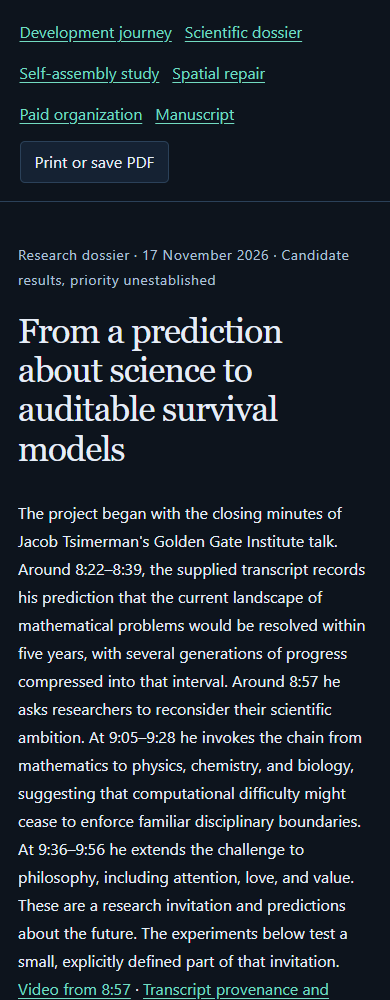 Development journey Scientific dossier
Self-assembly study Spatial repair
Paid organization Manuscript
Print or save PDF
Research dossier · 17 November 2026 · Candidate
results, priority unestablished
From a prediction
about science to
auditable survival
models
The project began with the closing minutes of
Jacob Tsimerman's Golden Gate Institute talk.
Around 8:22–8:39, the supplied transcript records
his prediction that the current landscape of
mathematical problems would be resolved within
five years, with several generations of progress
compressed into that interval. Around 8:57 he
asks researchers to reconsider their scientific
ambition. At 9:05–9:28 he invokes the chain from
mathematics to physics, chemistry, and biology,
suggesting that computational difficulty might
cease to enforce familiar disciplinary boundaries.
At 9:36–9:56 he extends the challenge to
philosophy, including attention, love, and value.
These are a research invitation and predictions
about the future. The experiments below test a
small, explicitly defined part of that invitation.
Video from 8:57 · Transcript provenance and